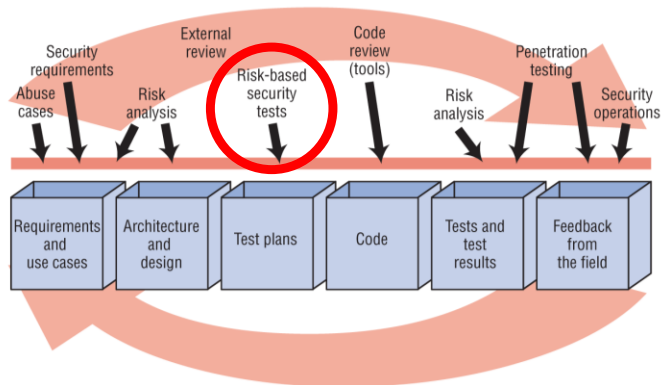 External
review
Code
review
(tools)
Security
requirements
Penetration
testing
Abuse
cases
Risk
analysis
Risk-based
security
tests
Risk
analysis
Security
operations
Requirements
and
use cases
Architecture
and
design
Test plans
Code
Tests and
test
results
Feedback
from
the field